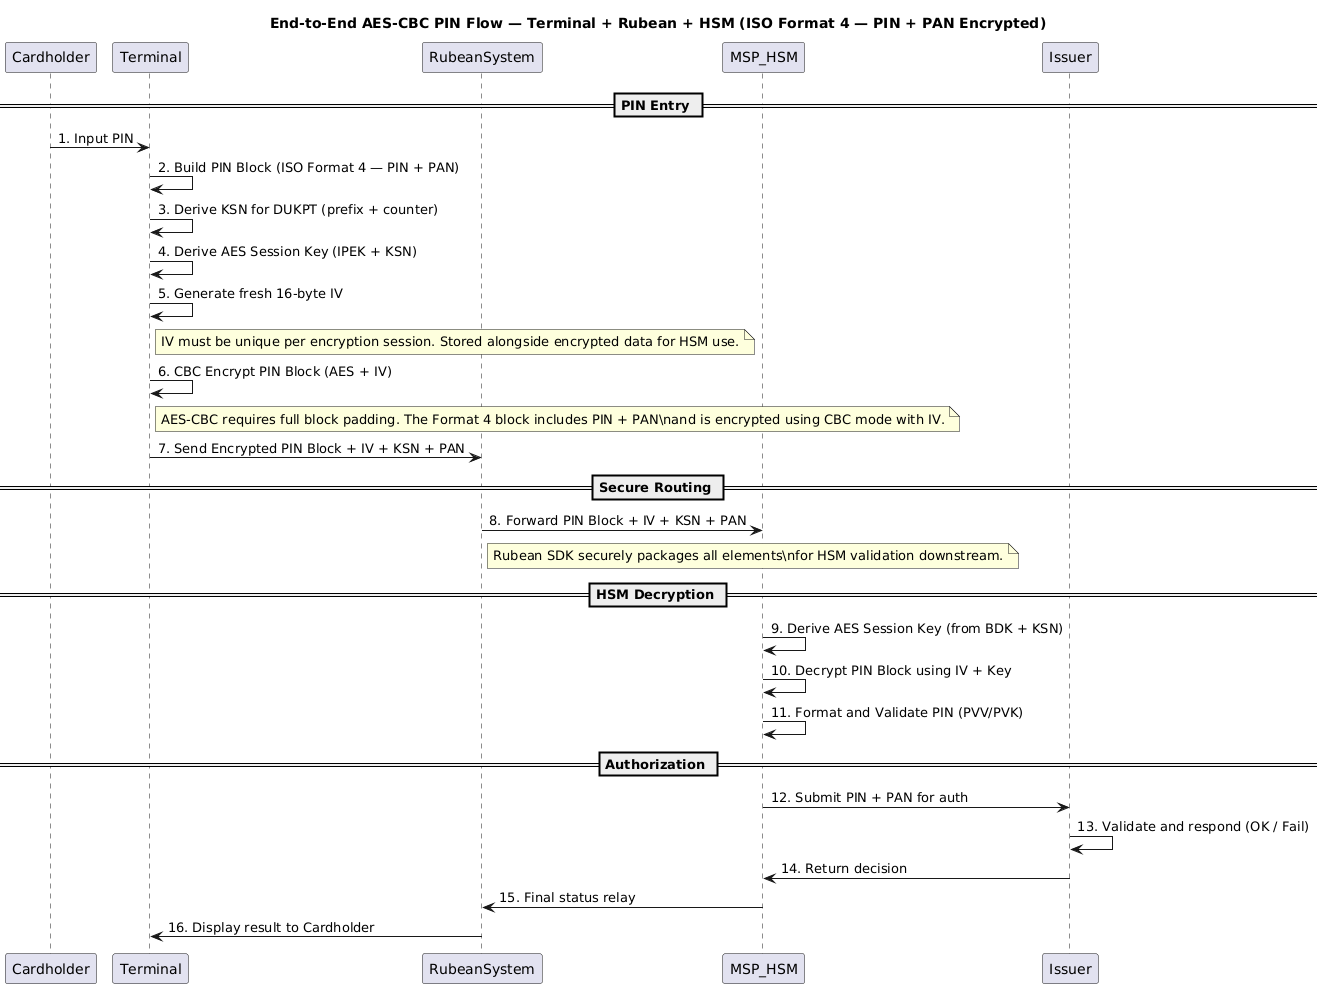 End-to-End AES-CBC PIN Flow — Terminal + Rubean + HSM (ISO Format 4 — PIN + PAN Encrypted)
Cardholder Terminal RubeanSystem MSP_HSM Issuer
PIN Entry
1. Input PIN
2. Build PIN Block (ISO Format 4 — PIN + PAN)
3. Derive KSN for DUKPT (prefix + counter)
4. Derive AES Session Key (IPEK + KSN)
5. Generate fresh 16-byte IV
IV must be unique per encryption session. Stored alongside encrypted data for HSM use.
6. CBC Encrypt PIN Block (AES + IV)
AES-CBC requires full block padding. The Format 4 block includes PIN + PAN\nand is encrypted using CBC mode with IV.
7. Send Encrypted PIN Block + IV + KSN + PAN
Secure Routing
8. Forward PIN Block + IV + KSN + PAN
Rubean SDK securely packages all elements\nfor HSM validation downstream.
HSM Decryption
9. Derive AES Session Key (from BDK + KSN)
10. Decrypt PIN Block using IV + Key
11. Format and Validate PIN (PVV/PVK)
Authorization
12. Submit PIN + PAN for auth
13. Validate and respond (OK / Fail)
14. Return decision
15. Final status relay
16. Display result to Cardholder
Cardholder Terminal RubeanSystem MSP_HSM Issuer